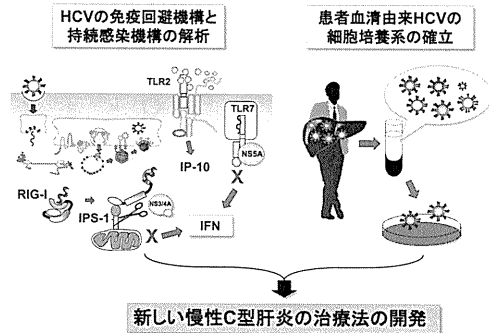 HCVの免疫回避機構と
持続感染機構の解析
患者血清由来HCVの
細胞培養系の確立
TLR2
TLR7
NS5A
IP-10
RIG-I
IPS-1
NS3/4A
X
X
IFN
新しい慢性C型肝炎の治療法の開発